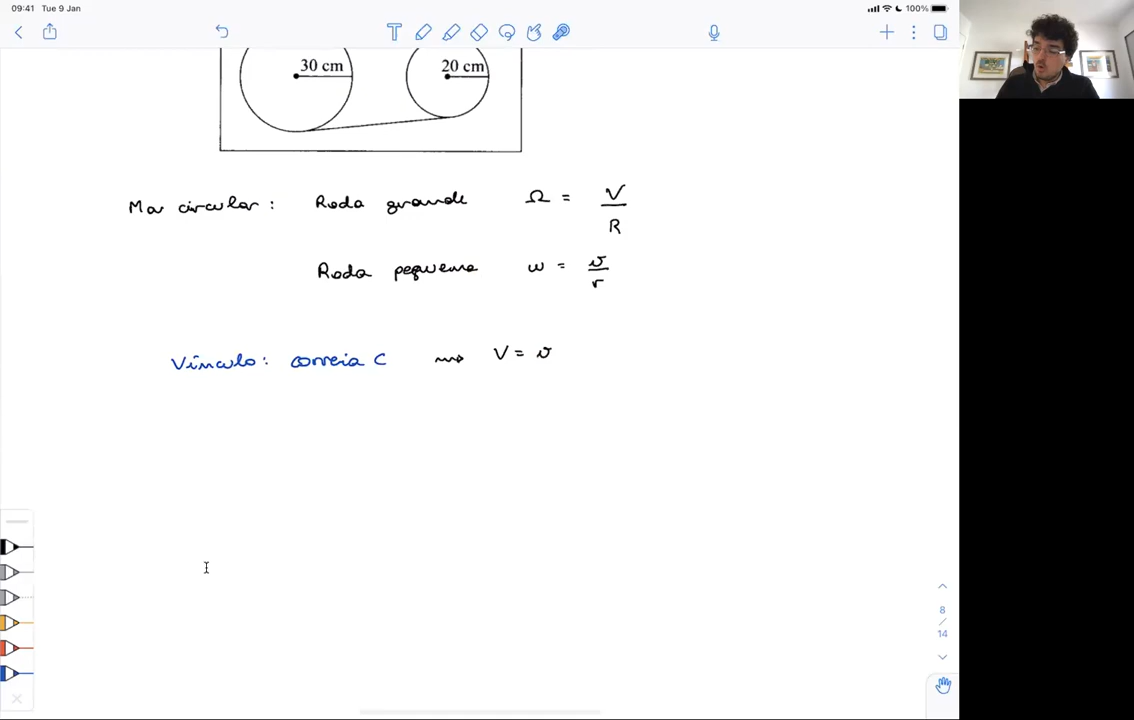 09:41 Tue 9 Jan 100%
30 cm 20 cm
Mov circular : Roda grande Ω = V/R
Roda pequena ω = v/r
Vínculo: correia C V = v
8
/
14